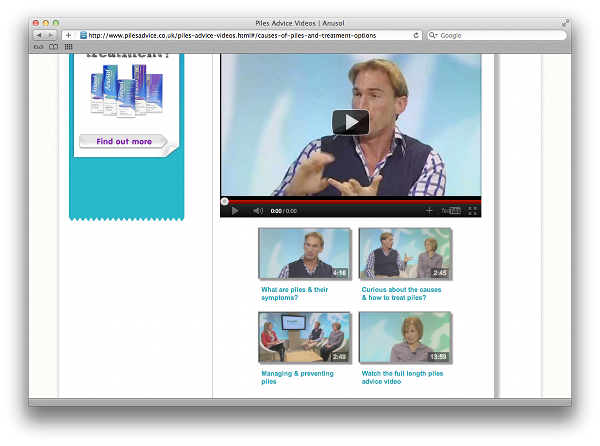 Piles Advice Videos | Anusol
http://www.pilesadvice.co.uk/piles-advice-videos.html#/causes-of-piles-and-treatment-options
Google
treatment?
Anusol
Find out more
0:00 / 0:00
YouTube
4:16
2:45
What are piles & their
symptoms?
Curious about the causes
& how to treat piles?
2:49
13:59
Managing & preventing
piles
Watch the full length piles
advice video